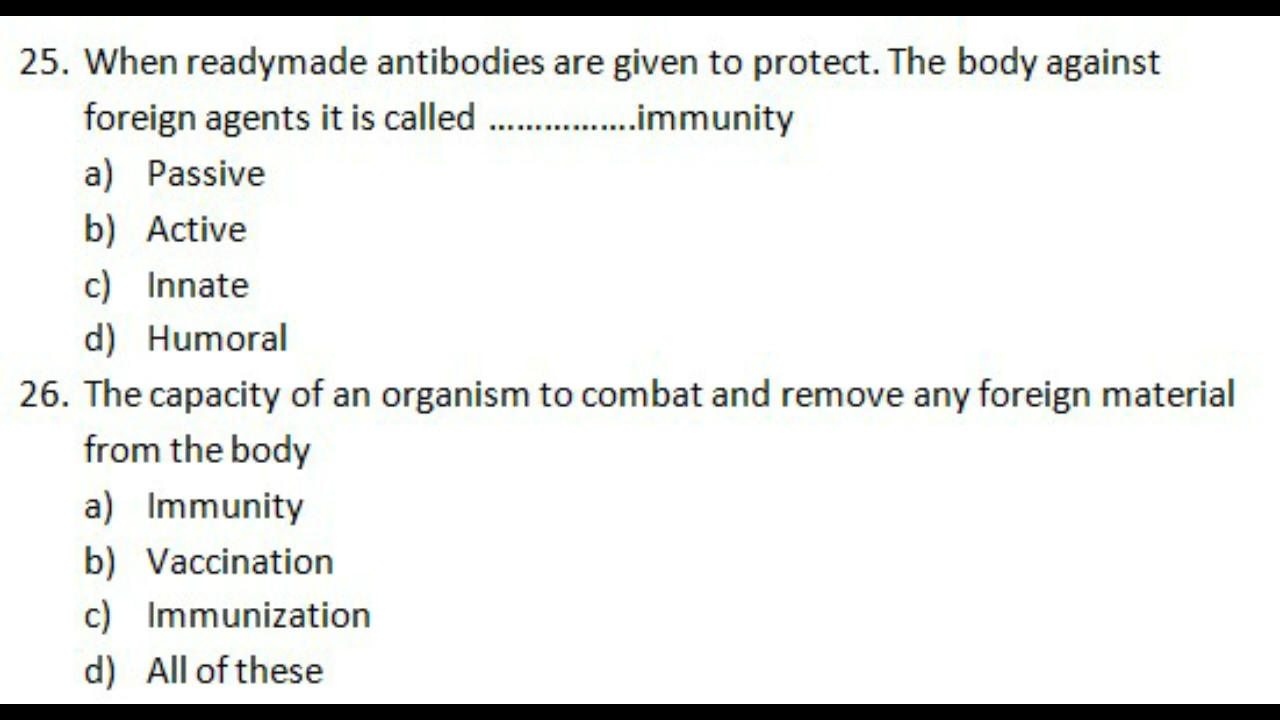 25. When readymade antibodies are given to protect. The body against
foreign agents it is called ................immunity
a) Passive
b) Active
c) Innate
d) Humoral
26. The capacity of an organism to combat and remove any foreign material
from the body
a) Immunity
b) Vaccination
c) Immunization
d) All of these